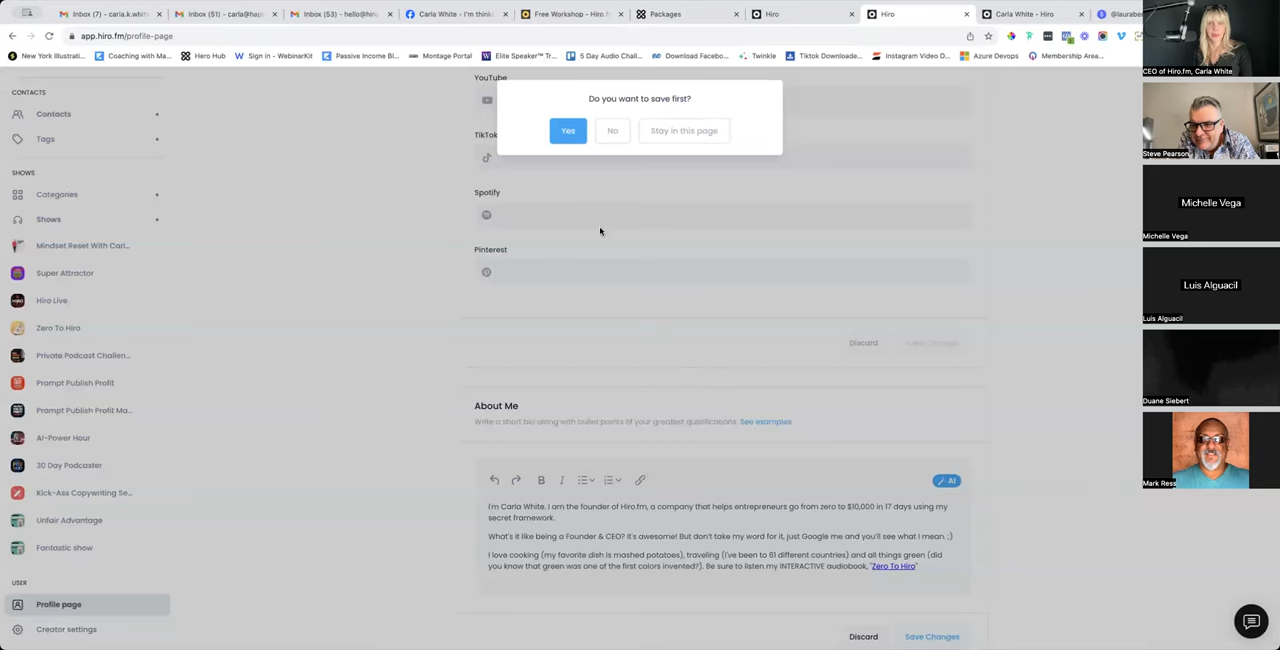 Inbox (7) - carla.k.white
Inbox (51) - carla@happ
Inbox (53) - hello@hiro
Carla White - I'm thinki
Free Workshop - Hiro f
Packages
Hiro
Hiro
Carla White - Hiro
@laurabe
app.hiro.fm/profile-page
New York Illustrati...
Coaching with Ma...
Hero Hub
Sign in - WebinarKit
Passive Income Bl...
Montage Portal
Elite Speaker™ Tr...
5 Day Audio Chall...
Download Facebo...
Twinkle
Tiktok Downloade...
Instagram Video D...
Azure Devops
Membership Area...
CONTACTS
Contacts
Tags
SHOWS
Categories
Shows
Mindset Reset With Carl...
Super Attractor
Hiro Live
Zero To Hiro
Private Podcast Challen...
Prompt Publish Profit
Prompt Publish Profit Ma...
AI-Power Hour
30 Day Podcaster
Kick-Ass Copywriting Se...
Unfair Advantage
Fantastic show
USER
Profile page
Creator settings
YouTube
Do you want to save first?
Yes
No
Stay in this page
TikTok
Spotify
Pinterest
Discard
Save Changes
About Me
Write a short bio along with bullet points of your greatest qualifications. See examples
B
I
AI
I'm Carla White. I am the founder of Hiro.fm, a company that helps entrepreneurs go from zero to $10,000 in 17 days using my
secret framework.
What's it like being a Founder & CEO? It's awesome! But don't take my word for it, just Google me and you'll see what I mean. ;)
I love cooking (my favorite dish is mashed potatoes), traveling (I've been to 61 different countries) and all things green (did
you know that green was one of the first colors invented?). Be sure to listen my INTERACTIVE audiobook, "Zero To Hiro"
Discard
Save Changes
CEO of Hiro.fm, Carla White
Steve Pearson
Michelle Vega
Michelle Vega
Luis Alguacil
Luis Alguacil
Duane Siebert
Mark Ress